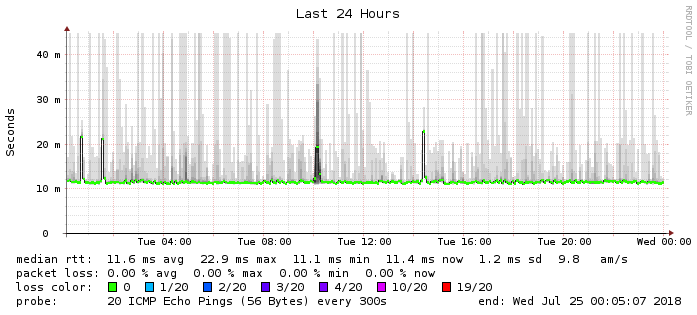 Last 24 Hours
RRDTOOL / TOBI OETIKER
Seconds
40 m
30 m
20 m
10 m
0
Tue 04:00 Tue 08:00 Tue 12:00 Tue 16:00 Tue 20:00 Wed 00:00
median rtt: 11.6 ms avg 22.9 ms max 11.1 ms min 11.4 ms now 1.2 ms sd 9.8 am/s
packet loss: 0.00 % avg 0.00 % max 0.00 % min 0.00 % now
loss color: 0 1/20 2/20 3/20 4/20 10/20 19/20
probe: 20 ICMP Echo Pings (56 Bytes) every 300s end: Wed Jul 25 00:05:07 2018